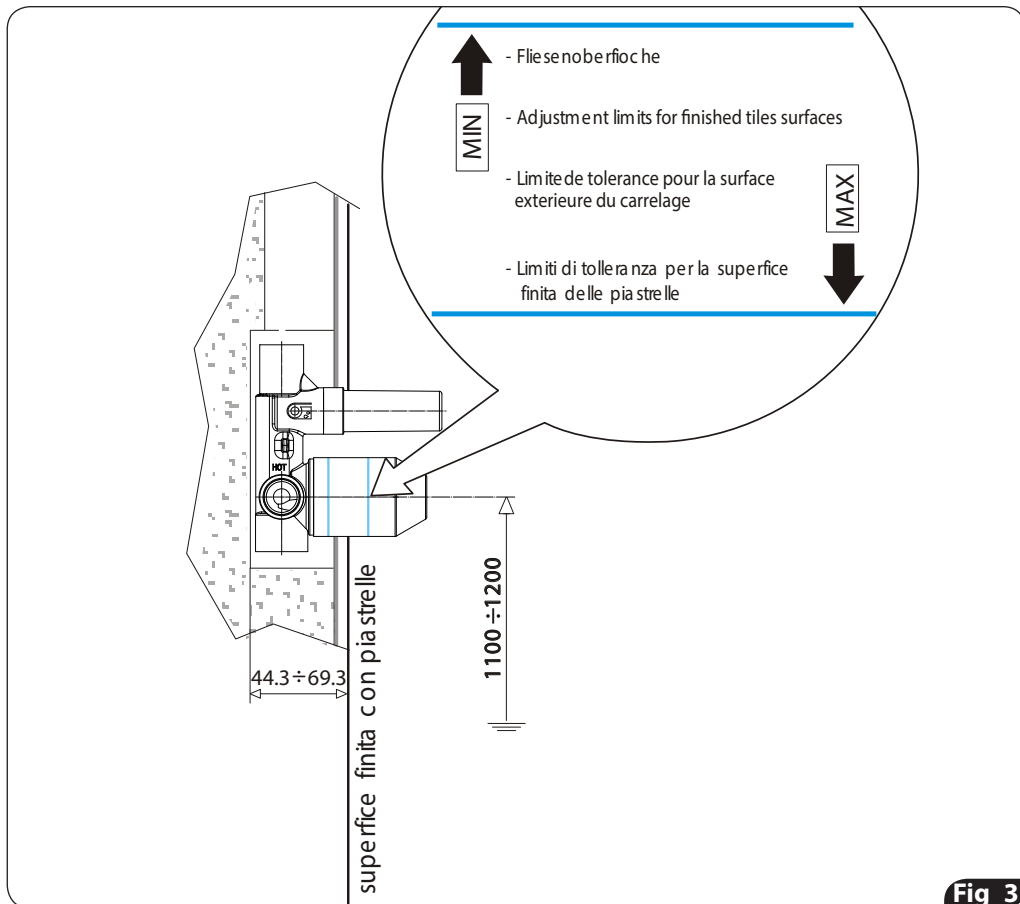 - Fliesenoberfioche
MIN
- Adjustment limits for finished tiles surfaces
- Limite de tolerance pour la surface
exterieure du carrelage
MAX
- Limiti di tolleranza per la superfice
finita delle piastrelle
HOT
44.3÷69.3
superfice finita con piastrelle
1100÷1200
Fig 3